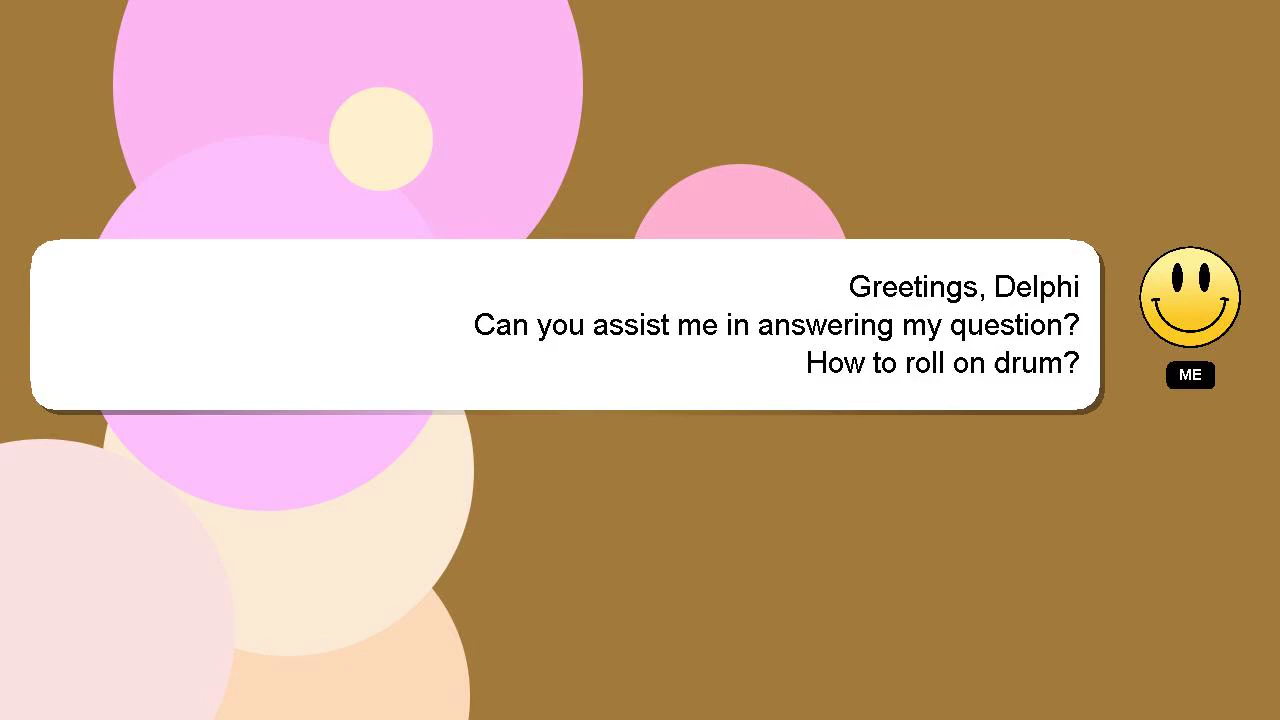 Greetings, Delphi
Can you assist me in answering my question?
How to roll on drum?
ME